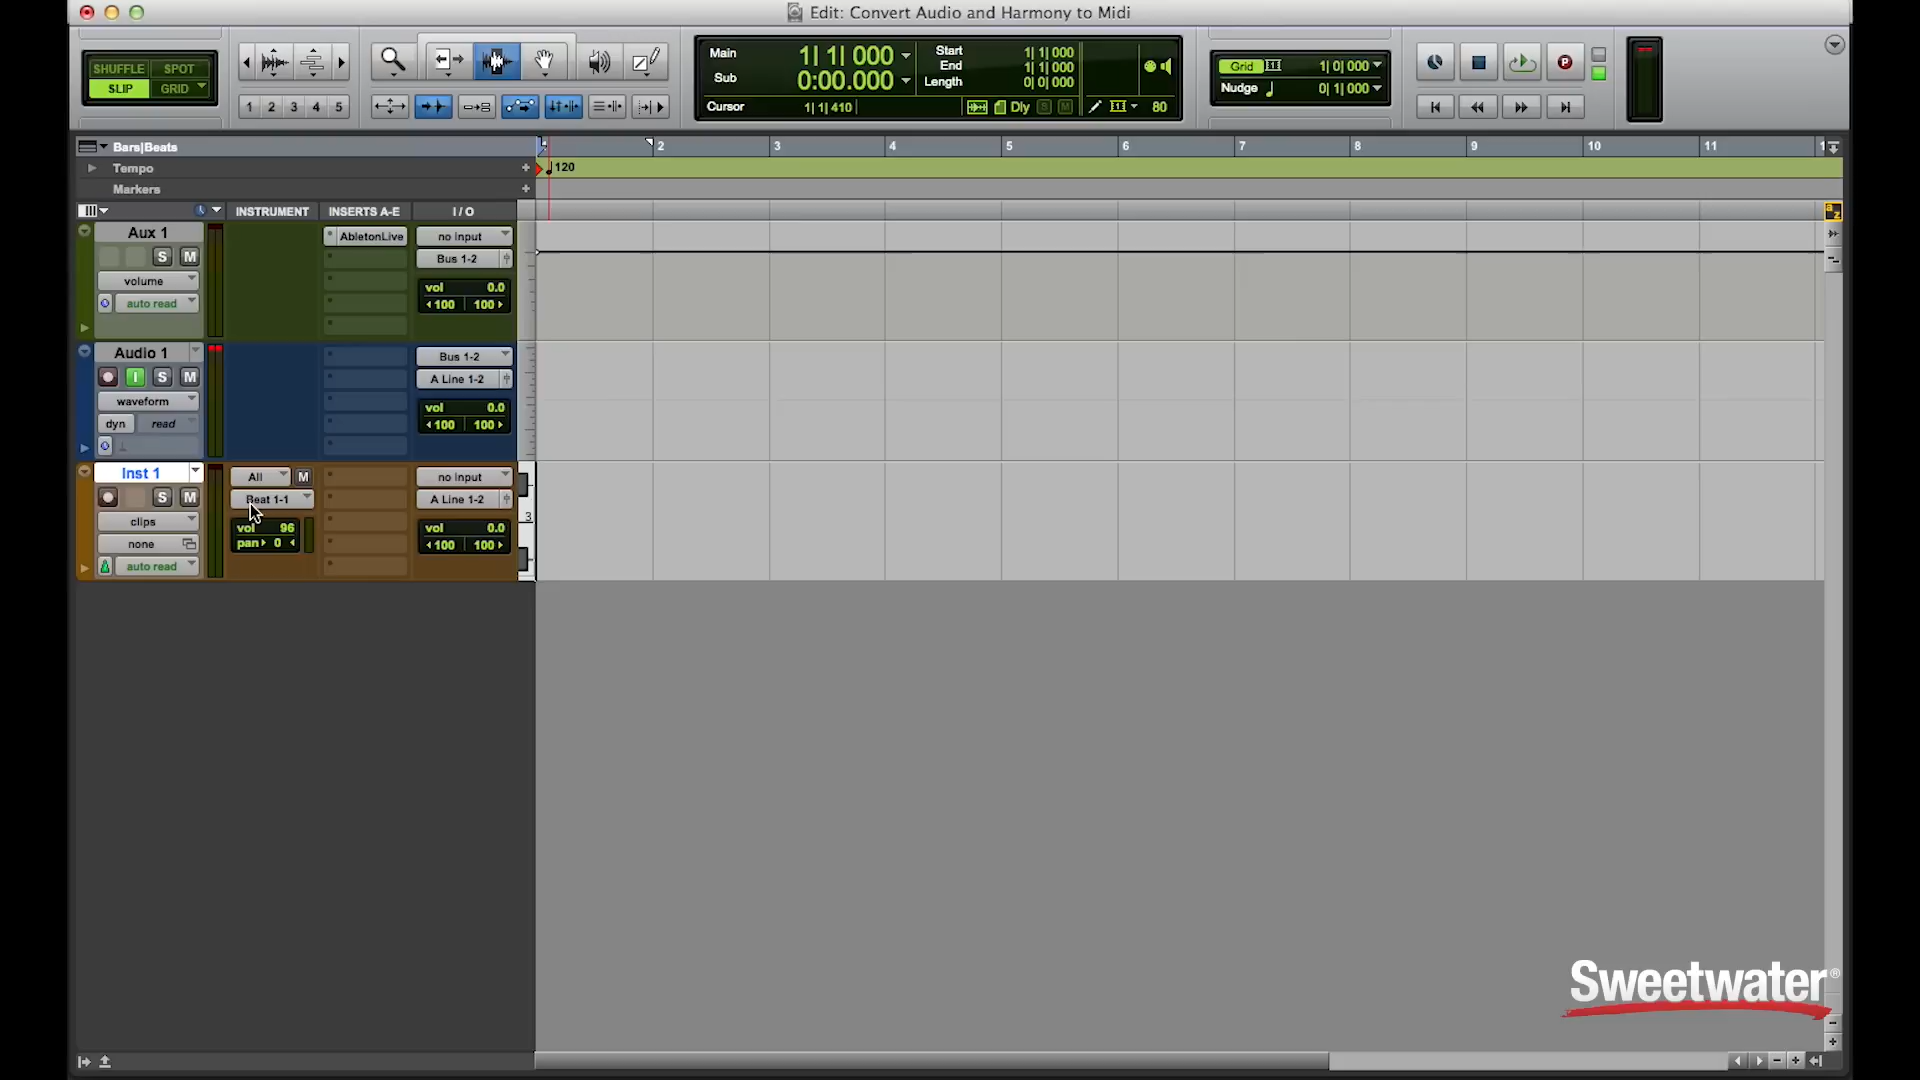 Edit: Convert Audio and Harmony to Midi
SHUFFLE SPOT
SLIP GRID
1 2 3 4 5
Main 1| 1| 000
Sub 0:00.000
Start 1| 1| 000
End 1| 1| 000
Length 0| 0| 000
Cursor 1| 1| 410
Dly S M 80
Grid 1| 0| 000
Nudge 0| 1| 000
P
Bars|Beats
2 3 4 5 6 7 8 9 10 11
Tempo + 120
Markers +
INSTRUMENT INSERTS A-E I / O
a z
Aux 1 AbletonLive no input
S M Bus 1-2
volume vol 0.0
auto read 100 100
Audio 1 Bus 1-2
I S M A Line 1-2
waveform vol 0.0
dyn read 100 100
Inst 1 All M no input
S M Beat 1-1 A Line 1-2
3
clips vol 96 vol 0.0
none pan 0 100 100
auto read
Sweetwater®